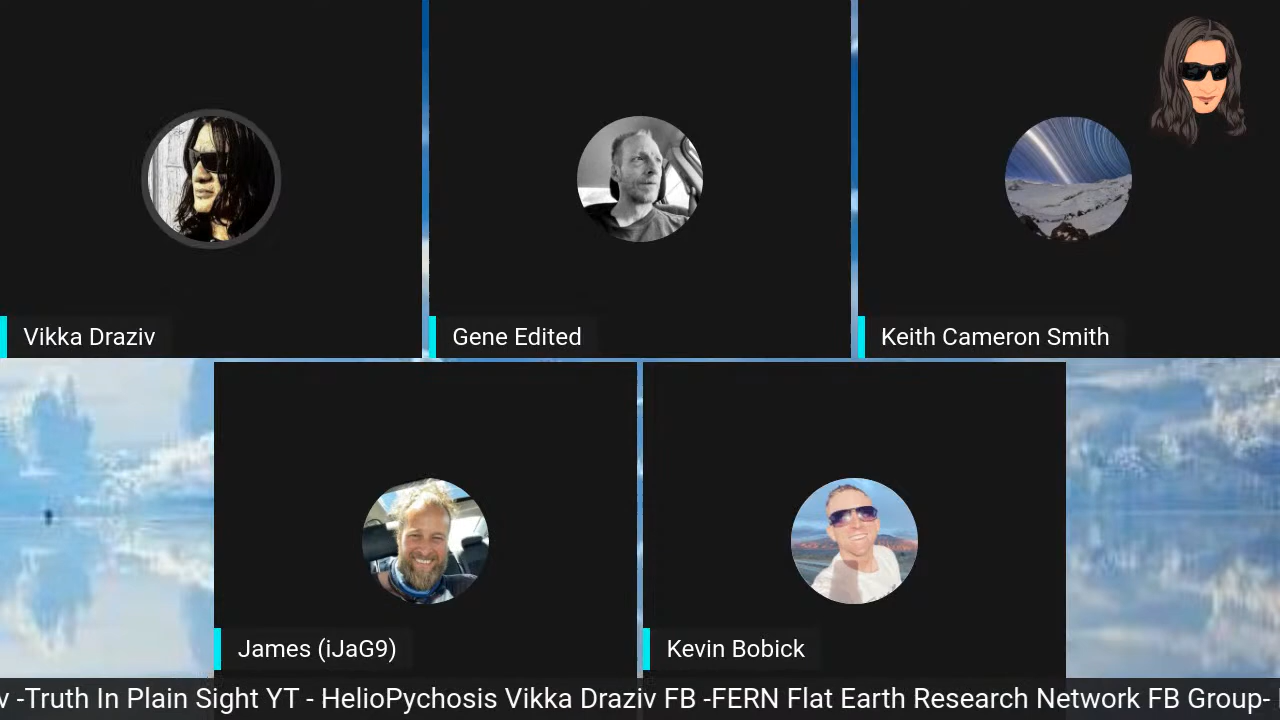 Vikka Draziv
Gene Edited
Keith Cameron Smith
James (iJaG9)
Kevin Bobick
v -Truth In Plain Sight YT - HelioPychosis Vikka Draziv FB -FERN Flat Earth Research Network FB Group-